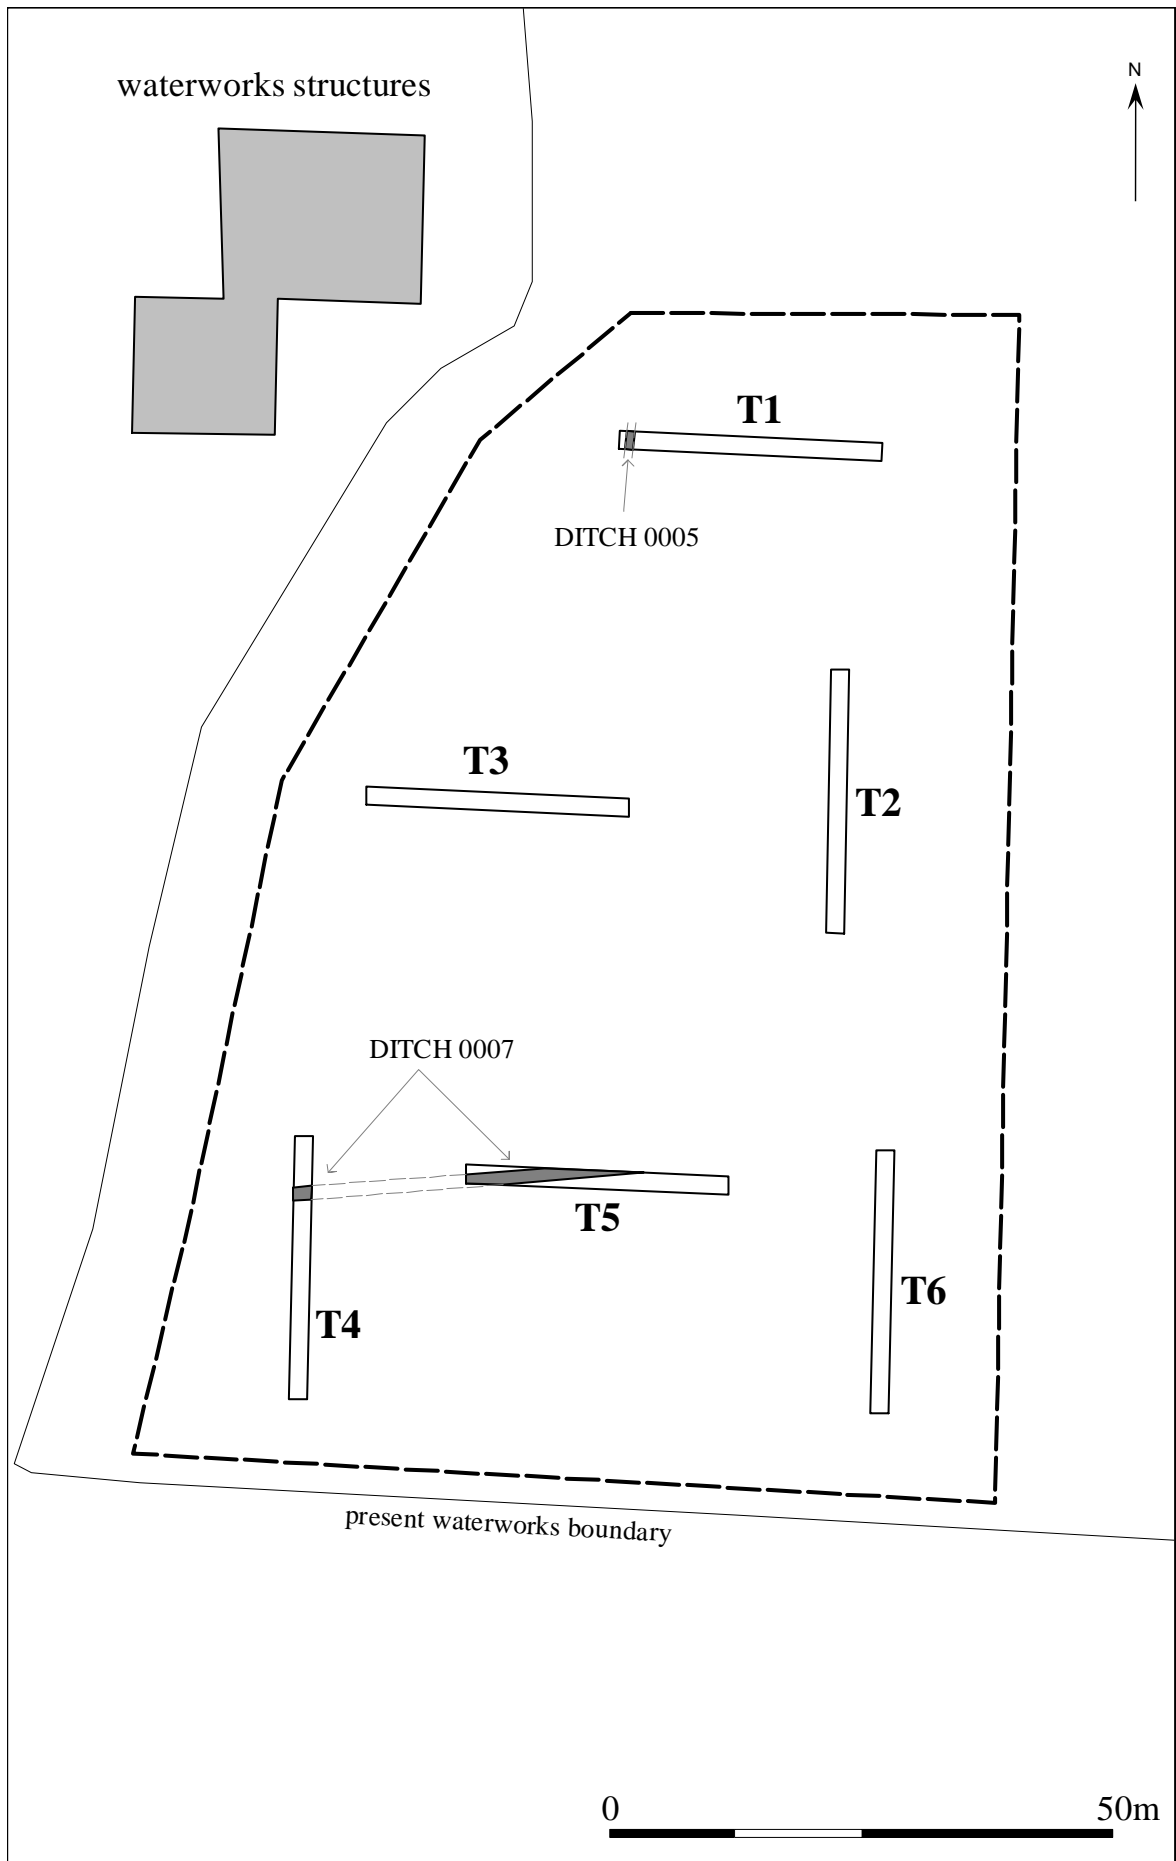 waterworks structures
N
T1
DITCH 0005
T3
T2
DITCH 0007
T5
T6
T4
present waterworks boundary
0 50m